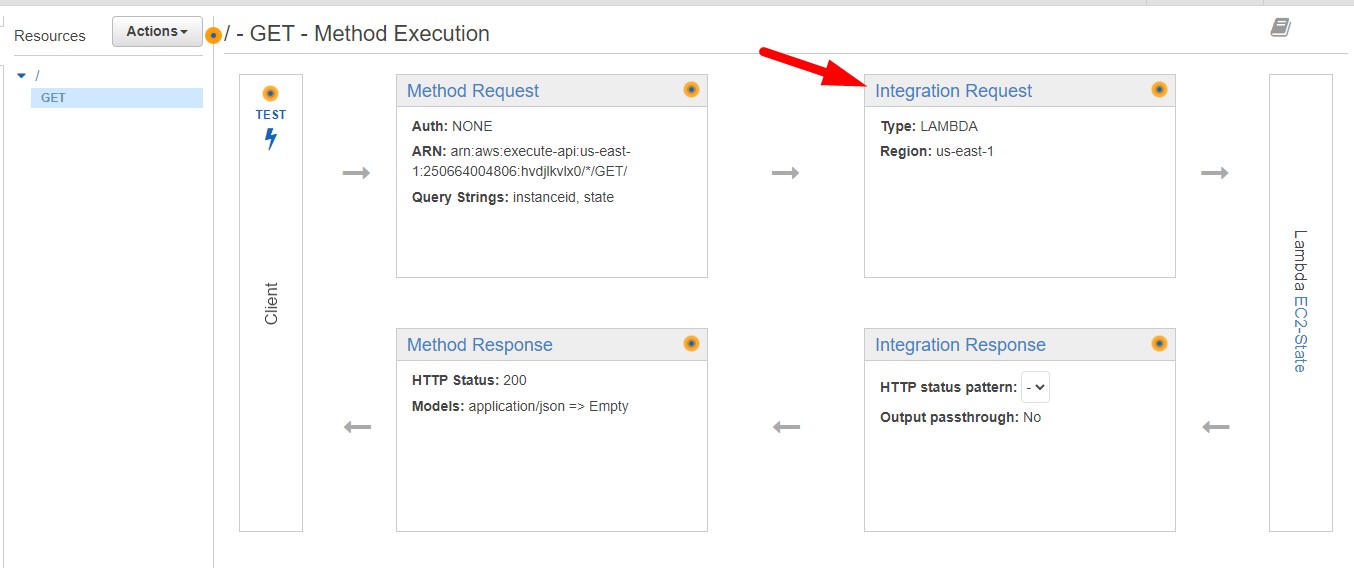 Resources
Actions
/ - GET - Method Execution
/
GET
TEST
Client
Method Request
Auth: NONE
ARN: arn:aws:execute-api:us-east-
1:250664004806:hvdjlkvlx0/*/GET/
Query Strings: instanceid, state
Integration Request
Type: LAMBDA
Region: us-east-1
Method Response
HTTP Status: 200
Models: application/json => Empty
Integration Response
HTTP status pattern: -
Output passthrough: No
Lambda EC2-State